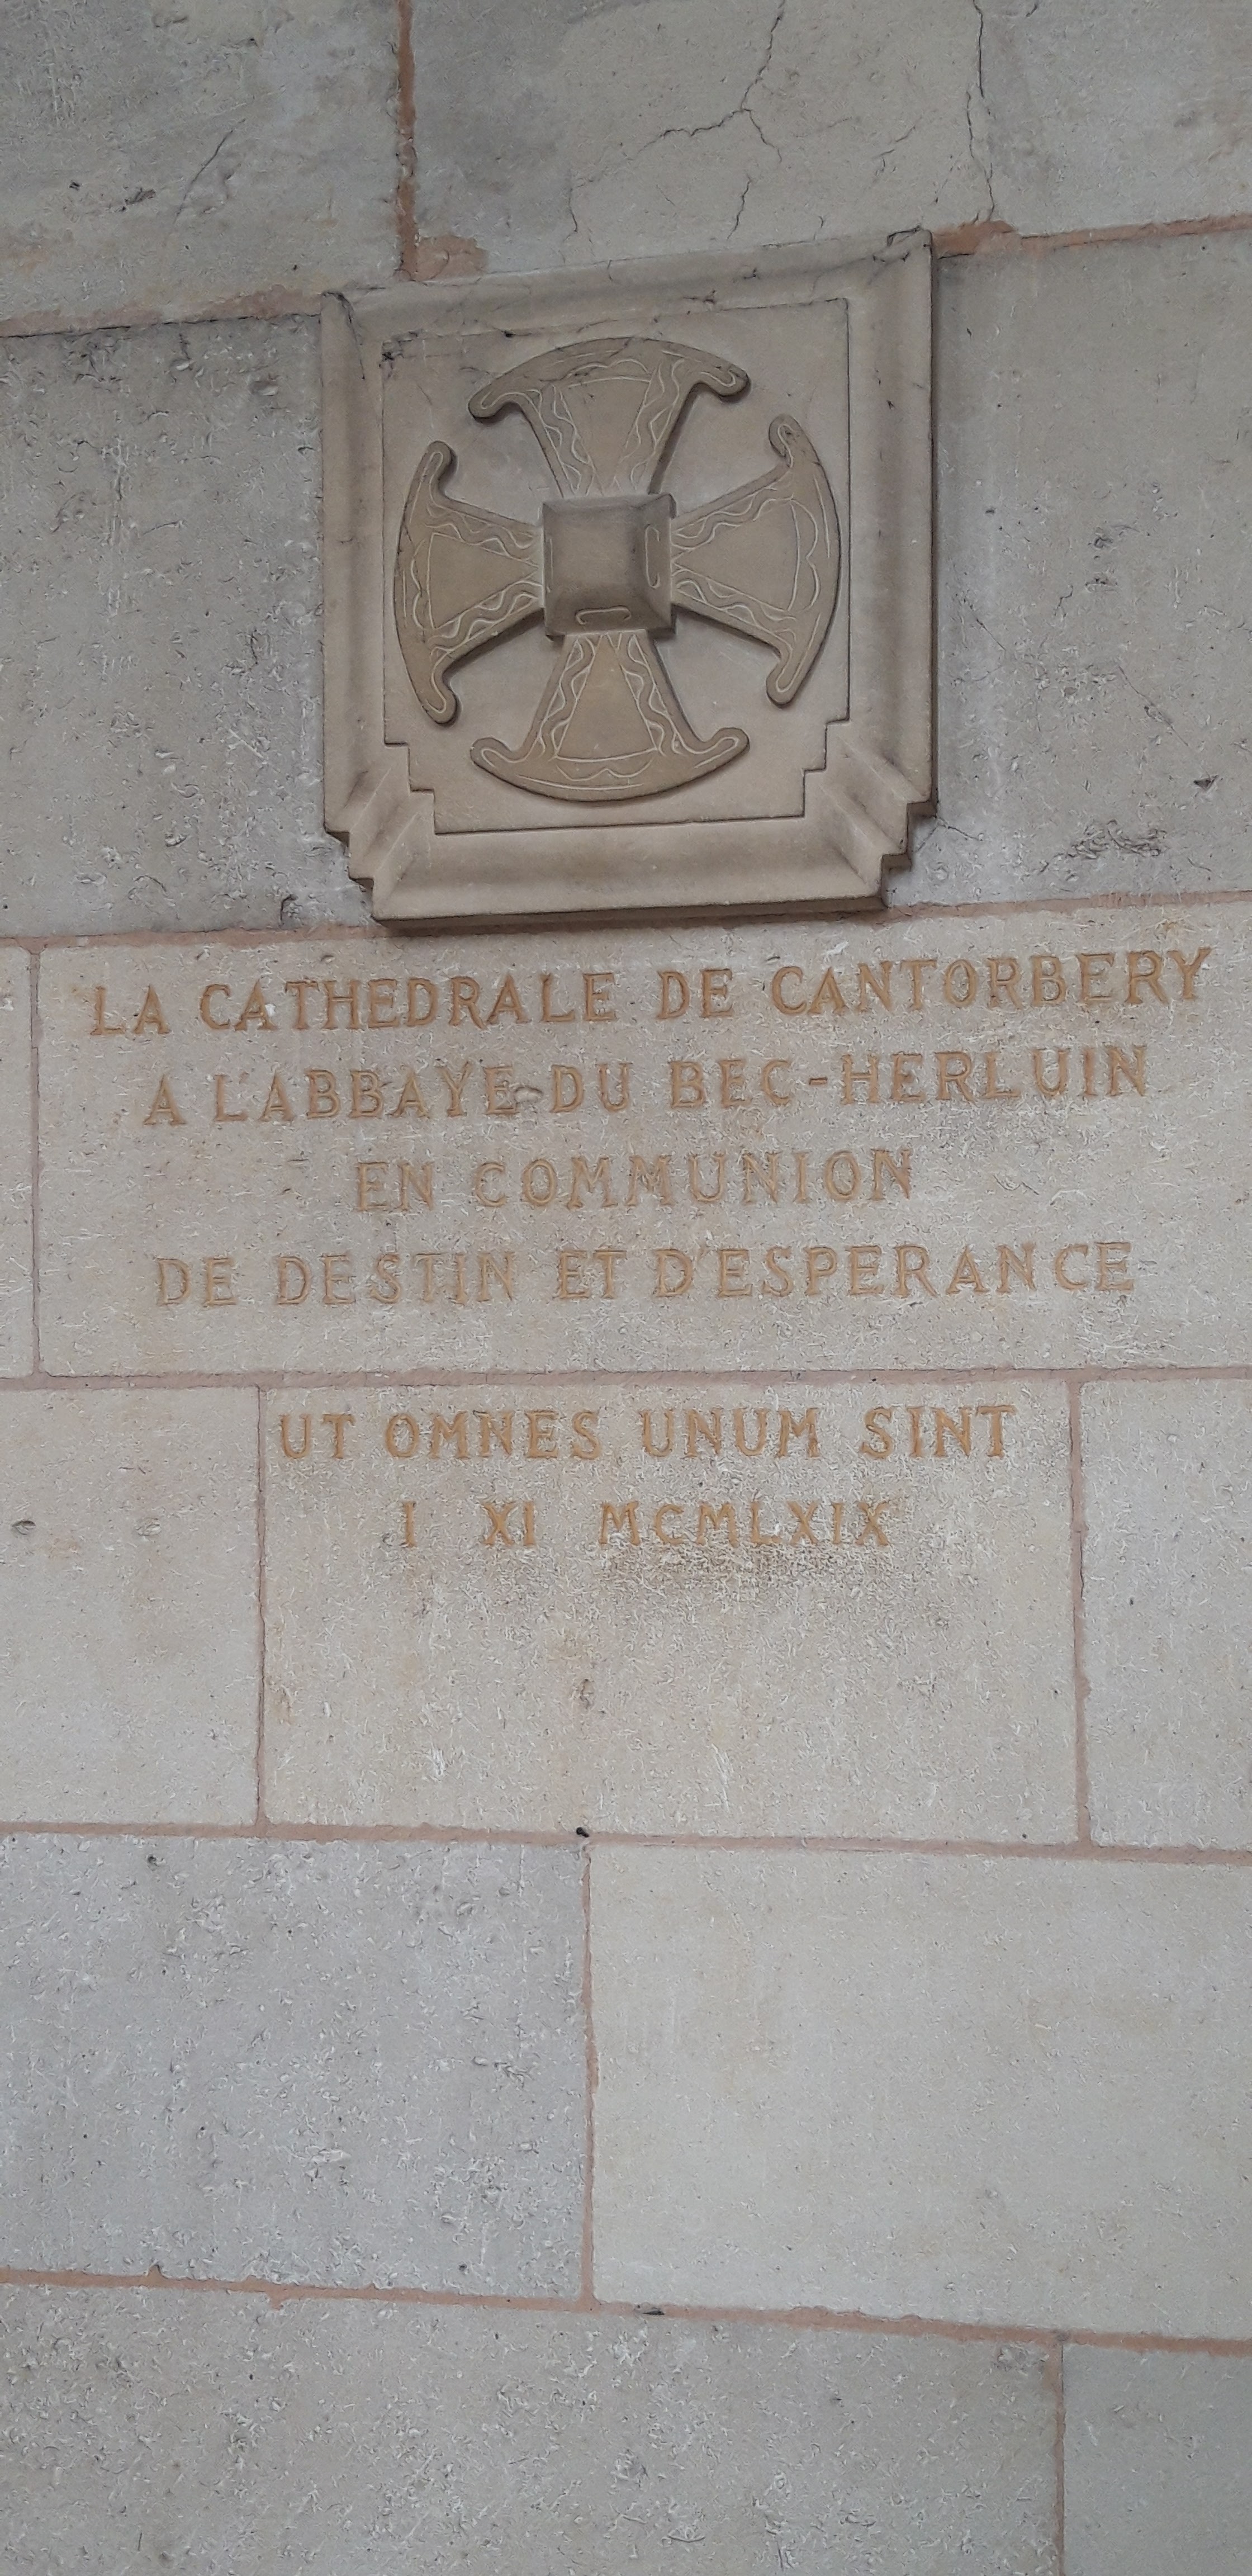 LA CATHEDRALE DE CANTORBERY
A L'ABBAYE DU BEC-HERLUIN
EN COMMUNION
DE DESTIN ET D'ESPERANCE
UT OMNES UNUM SINT
I XI MCMLXIX